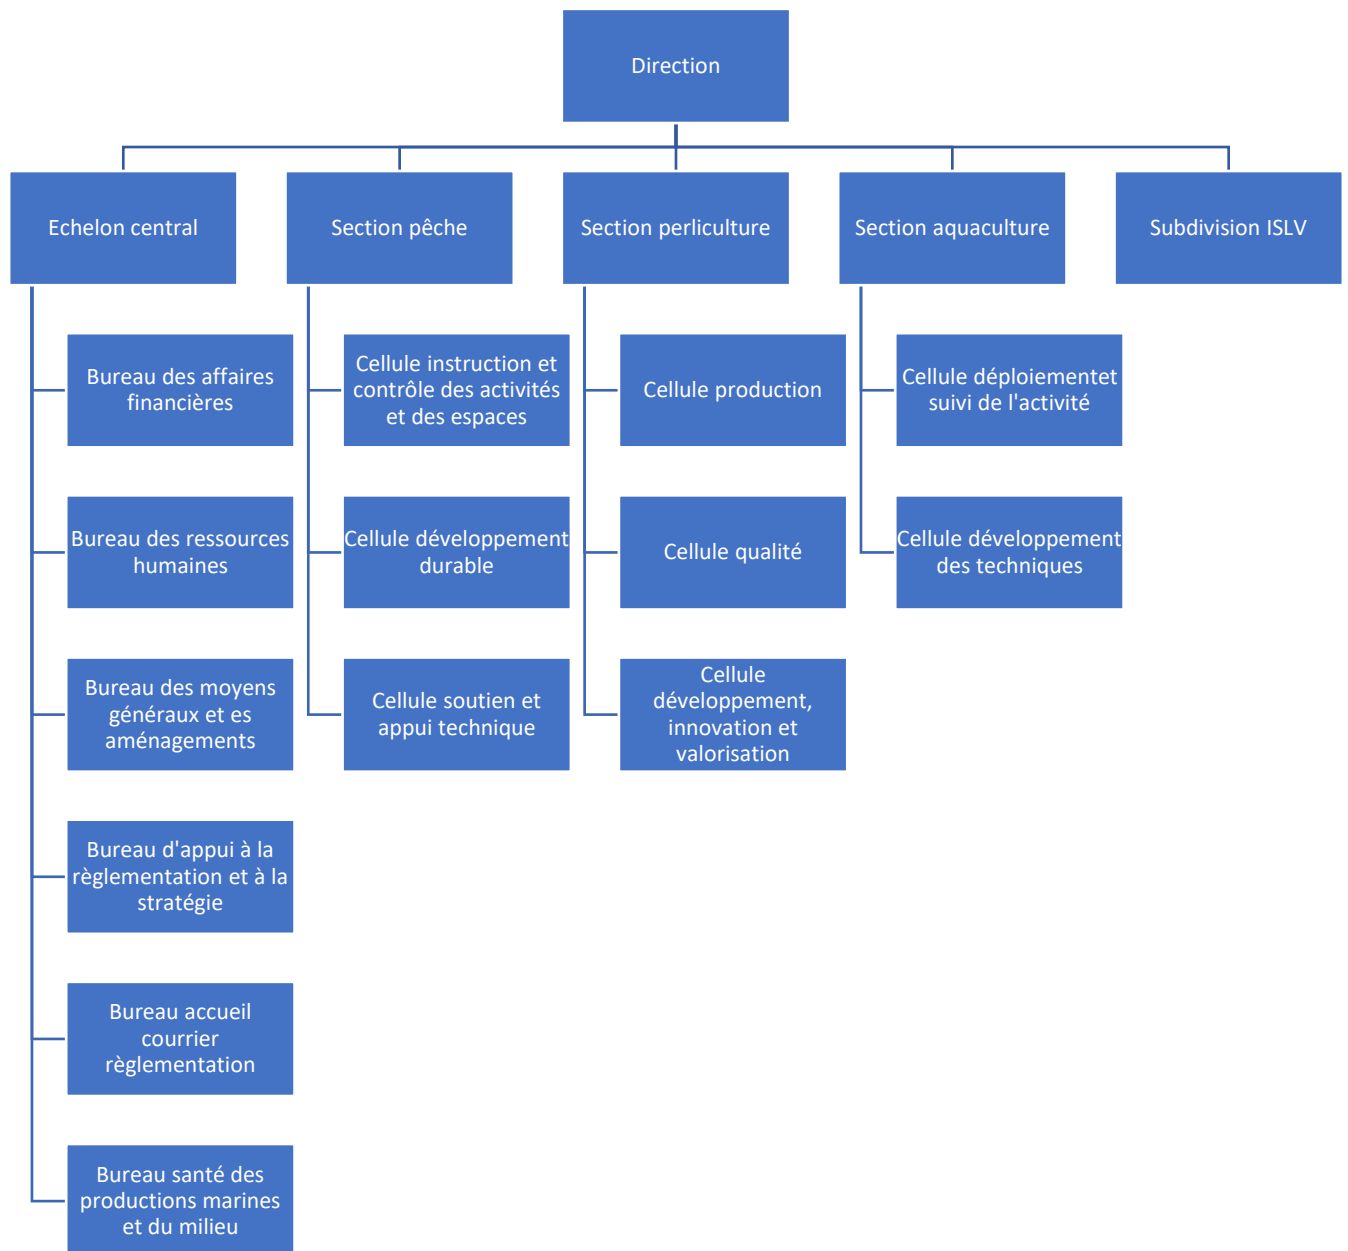 Direction
Echelon central
Section pêche
Section perliculture
Section aquaculture
Subdivision ISLV
Bureau des affaires
financières
Cellule instruction et
contrôle des activités
et des espaces
Cellule production
Cellule déploiementet
suivi de l'activité
Bureau des ressources
humaines
Cellule développement
durable
Cellule qualité
Cellule développement
des techniques
Bureau des moyens
généraux et es
aménagements
Cellule soutien et
appui technique
Cellule
développement,
innovation et
valorisation
Bureau d'appui à la
règlementation et à la
stratégie
Bureau accueil
courrier
règlementation
Bureau santé des
productions marines
et du milieu